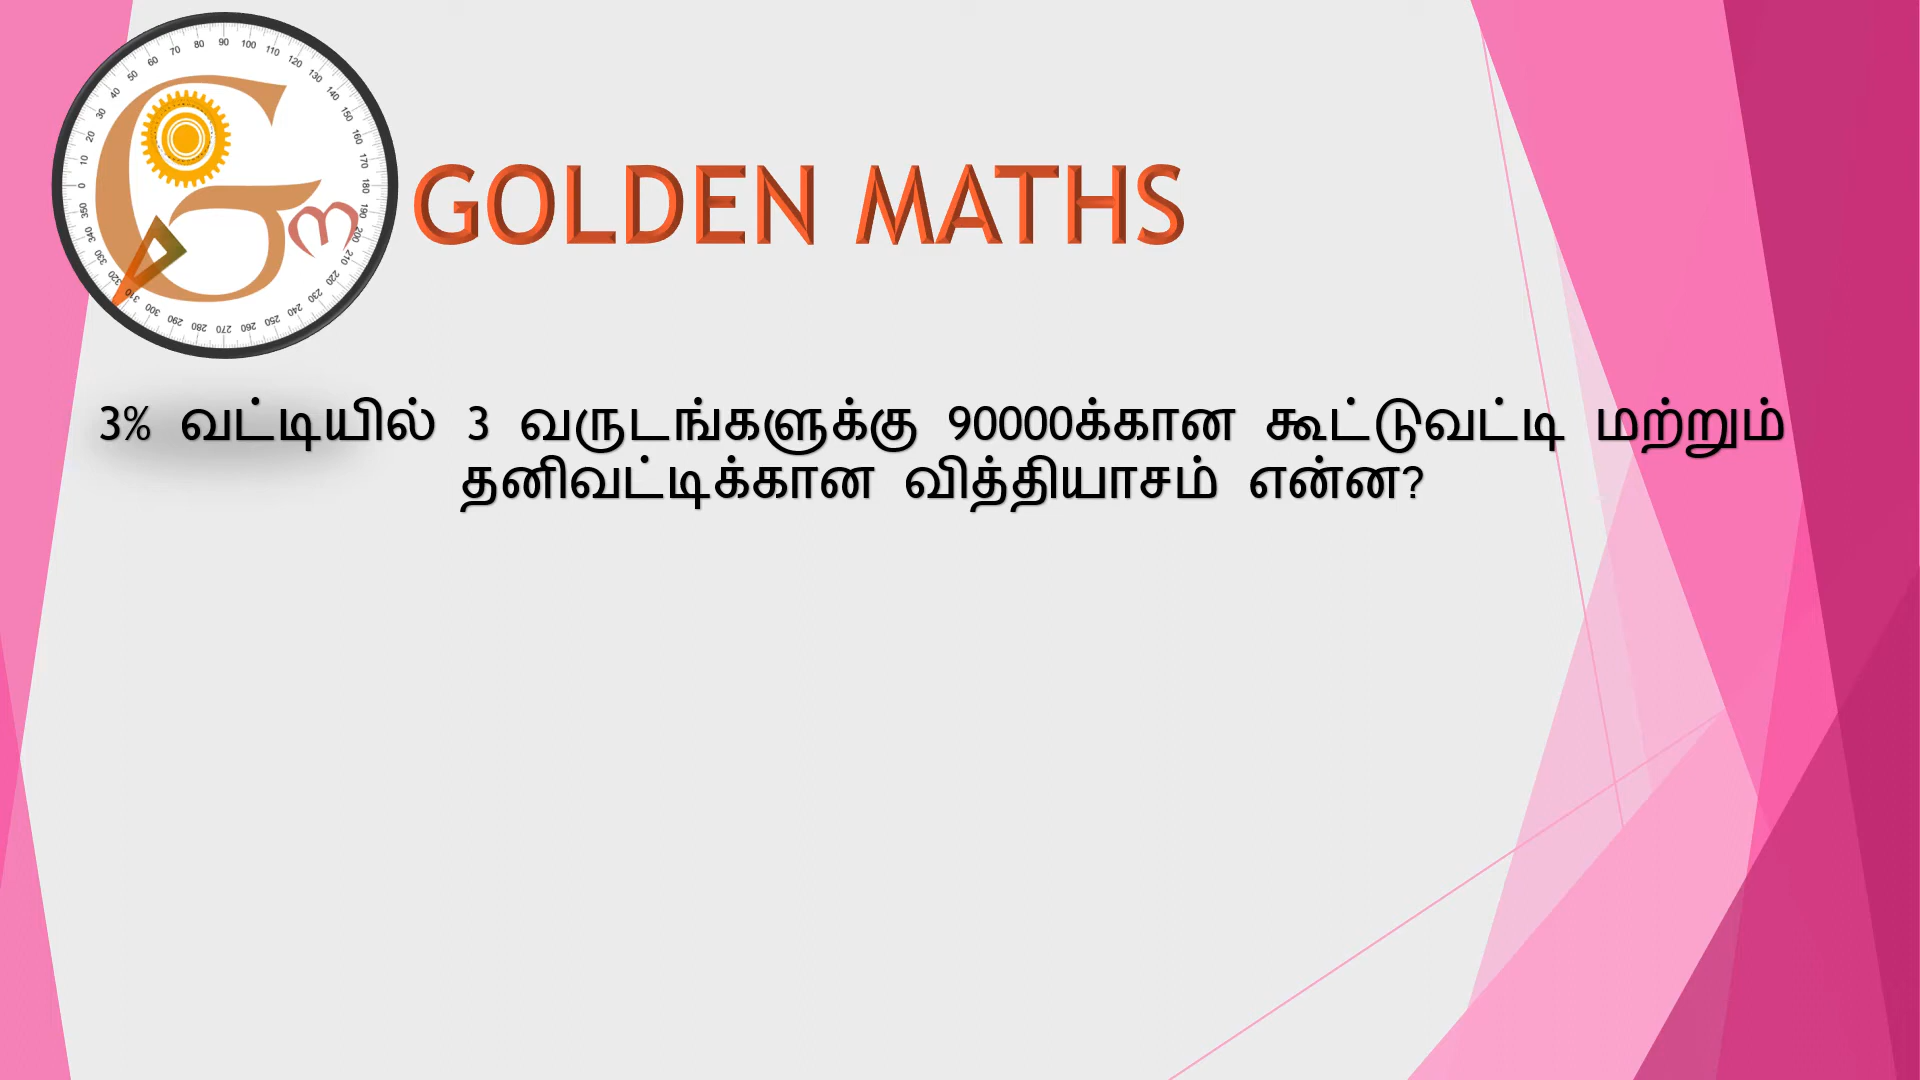 GOLDEN MATHS
3% வட்டியில் 3 வருடங்களுக்கு 90000க்கான கூட்டுவட்டி மற்றும்
தனிவட்டிக்கான வித்தியாசம் என்ன?